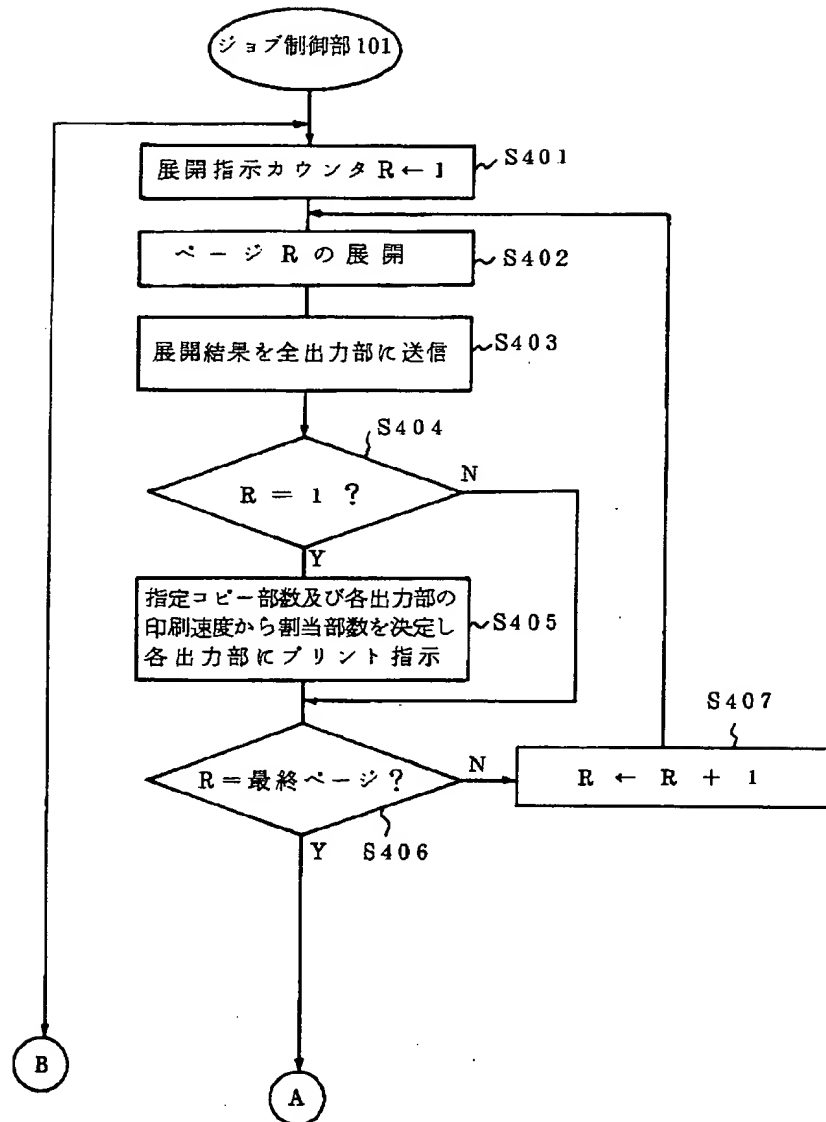 ジョブ制御部101
展開指示カウンタR←1
S401
ページRの展開
S402
展開結果を全出力部に送信
S403
S404
R=1?
N
Y
指定コピー部数及び各出力部の
印刷速度から割当部数を決定し
各出力部にプリント指示
S405
S407
R=最終ページ?
N
R←R+1
Y
S406
B
A